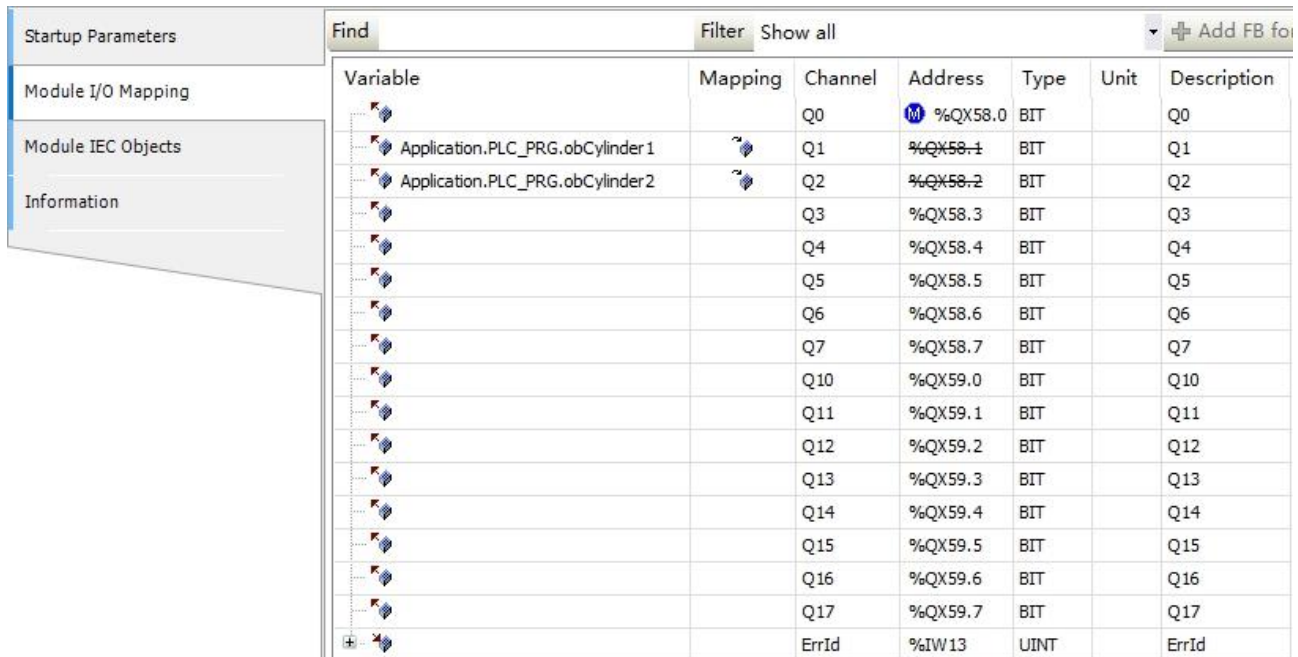 Startup Parameters
Module I/O Mapping
Module IEC Objects
Information
Find Filter Show all Add FB for
Variable Mapping Channel Address Type Unit Description
Q0 M %QX58.0 BIT Q0
Application.PLC_PRG.obCylinder1 Q1 %QX58.1 BIT Q1
Application.PLC_PRG.obCylinder2 Q2 %QX58.2 BIT Q2
Q3 %QX58.3 BIT Q3
Q4 %QX58.4 BIT Q4
Q5 %QX58.5 BIT Q5
Q6 %QX58.6 BIT Q6
Q7 %QX58.7 BIT Q7
Q10 %QX59.0 BIT Q10
Q11 %QX59.1 BIT Q11
Q12 %QX59.2 BIT Q12
Q13 %QX59.3 BIT Q13
Q14 %QX59.4 BIT Q14
Q15 %QX59.5 BIT Q15
Q16 %QX59.6 BIT Q16
Q17 %QX59.7 BIT Q17
ErrId %IW13 UINT ErrId